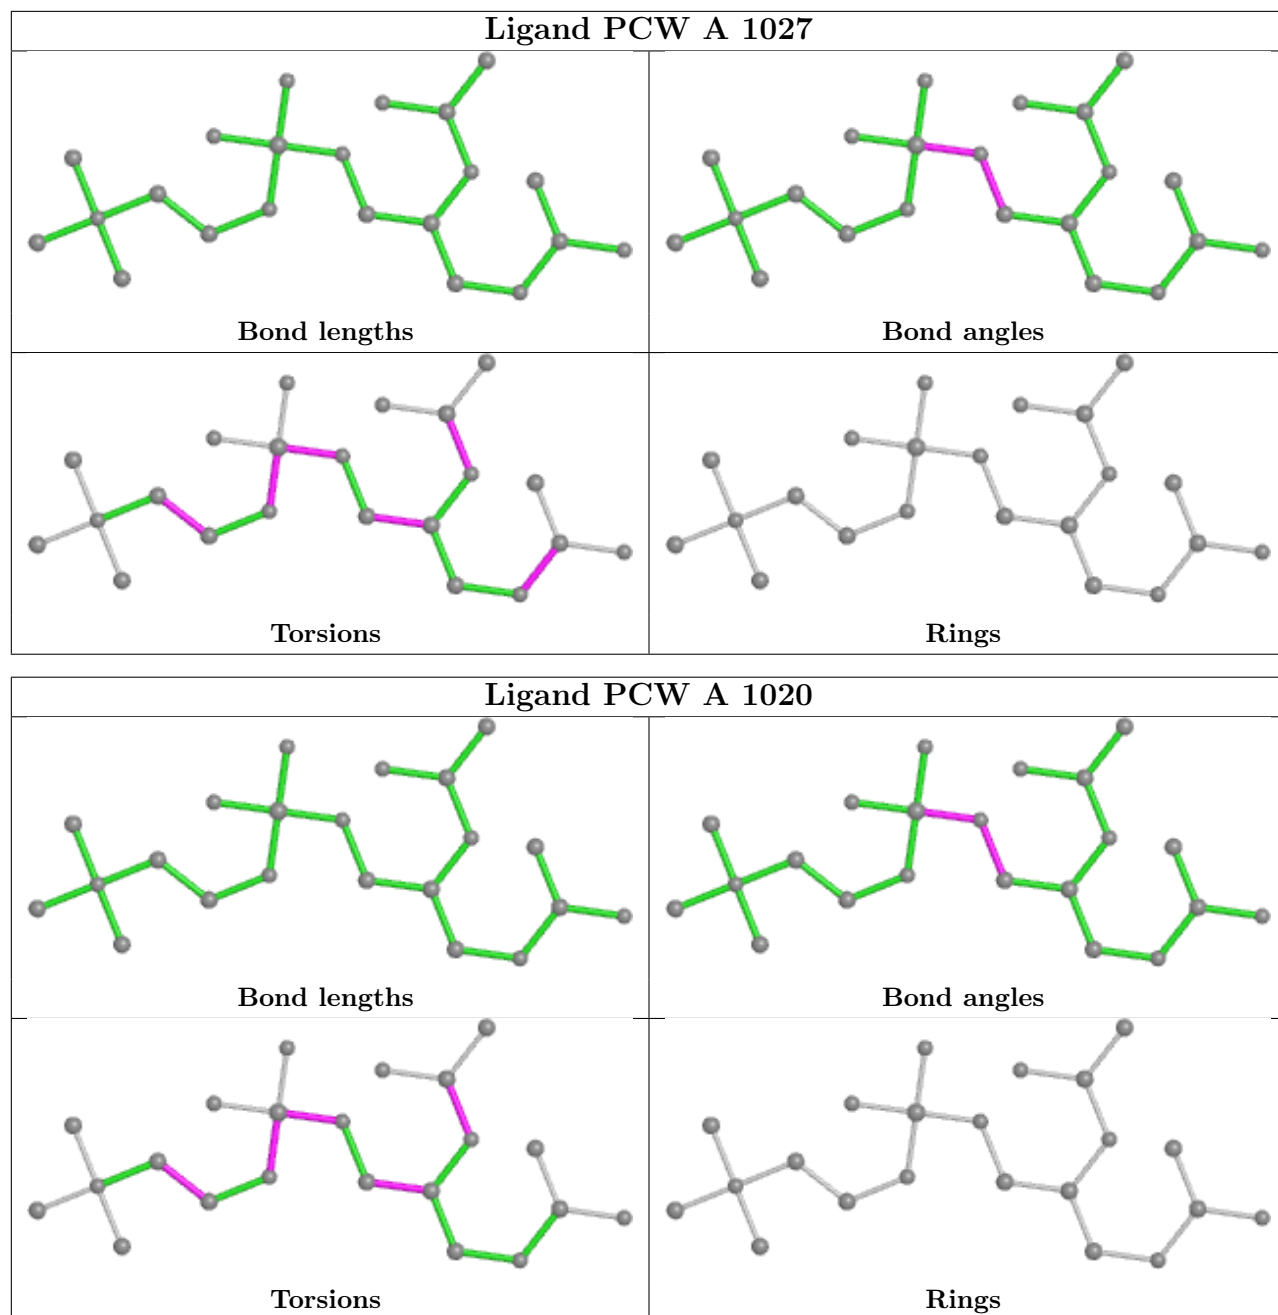 Ligand PCW A 1027
Bond lengths
Bond angles
Torsions
Rings
Ligand PCW A 1020
Bond lengths
Bond angles
Torsions
Rings